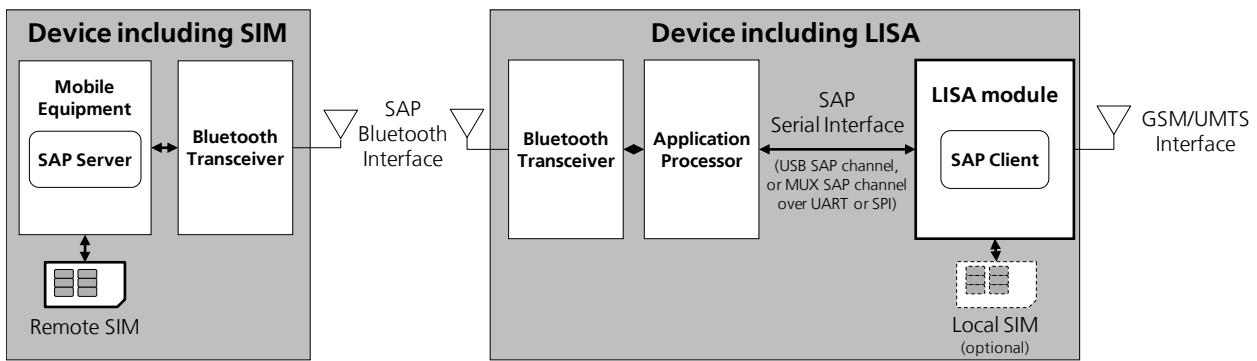 Device including SIM
Mobile
Equipment
SAP Server
Bluetooth
Transceiver
Remote SIM
SAP
Bluetooth
Interface
Device including LISA
Bluetooth
Transceiver
Application
Processor
SAP
Serial Interface
(USB SAP channel,
or MUX SAP channel
over UART or SPI)
LISA module
SAP Client
Local SIM
(optional)
GSM/UMTS
Interface